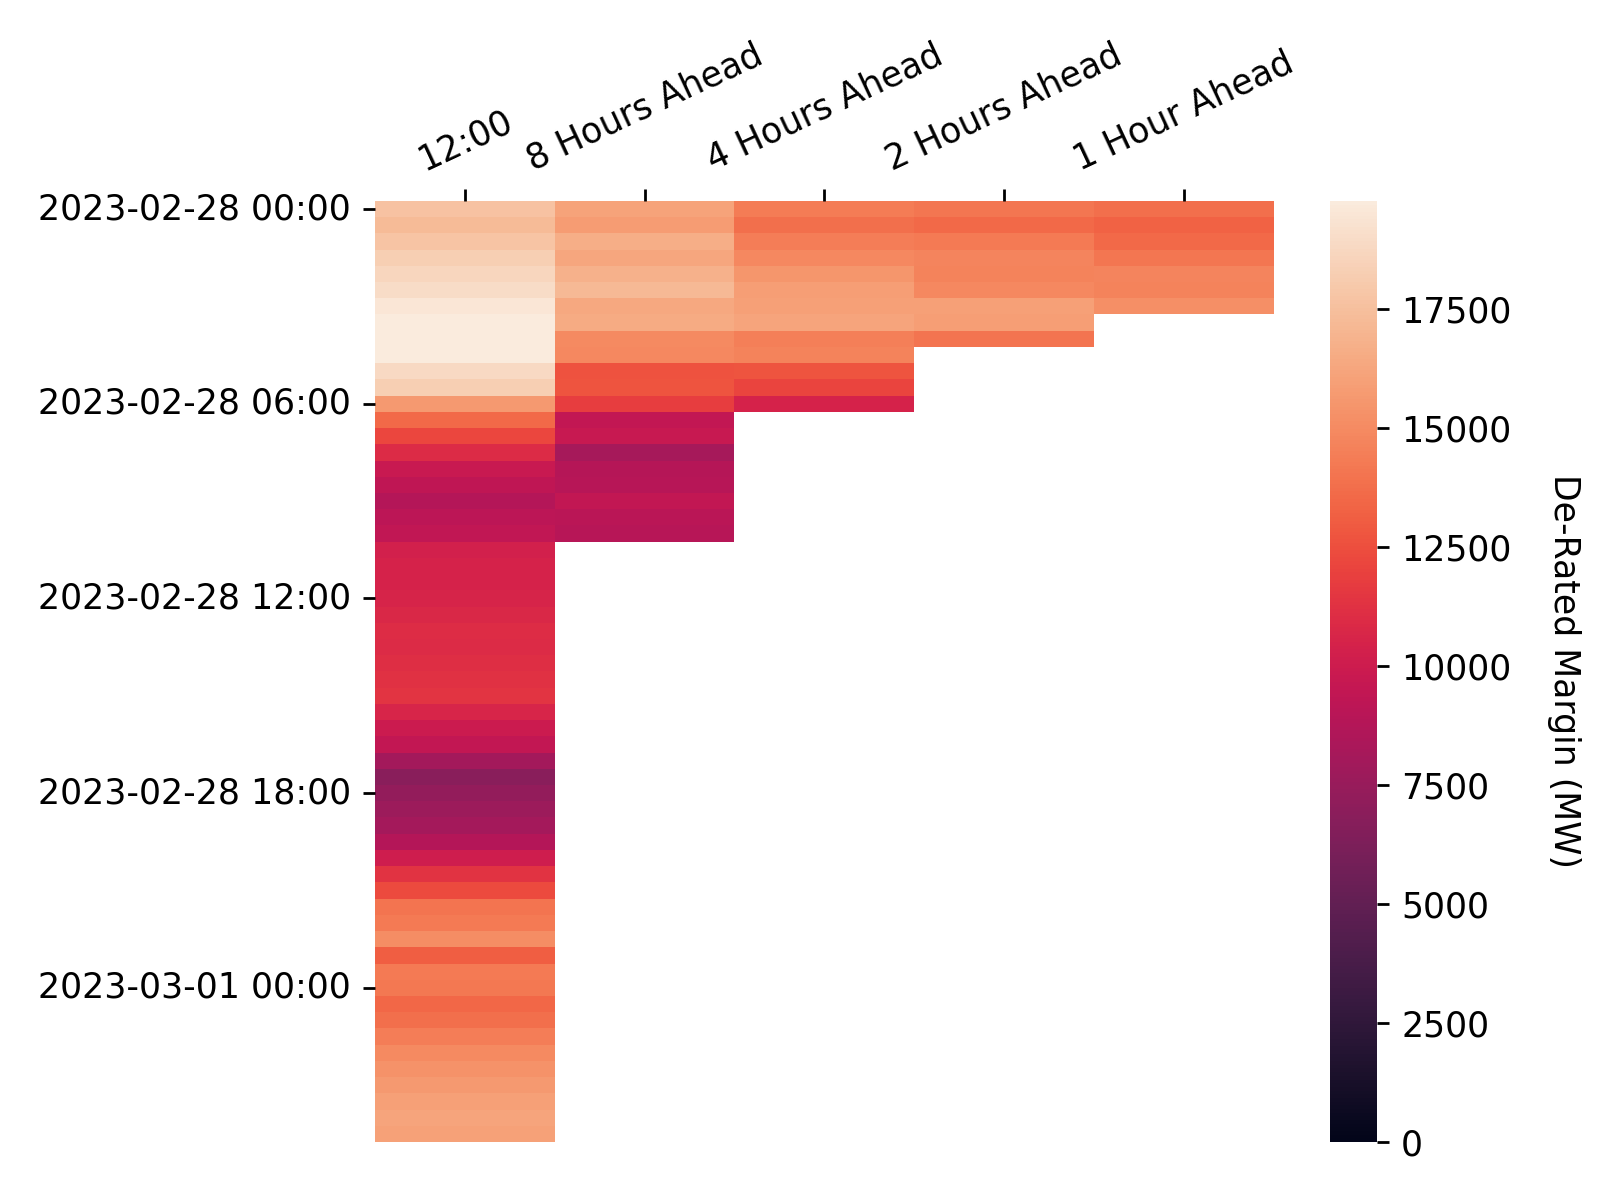 12:00
8 Hours Ahead
4 Hours Ahead
2 Hours Ahead
1 Hour Ahead
2023-02-28 00:00
2023-02-28 06:00
2023-02-28 12:00
2023-02-28 18:00
2023-03-01 00:00
17500
15000
12500
10000
7500
5000
2500
0
De-Rated Margin (MW)